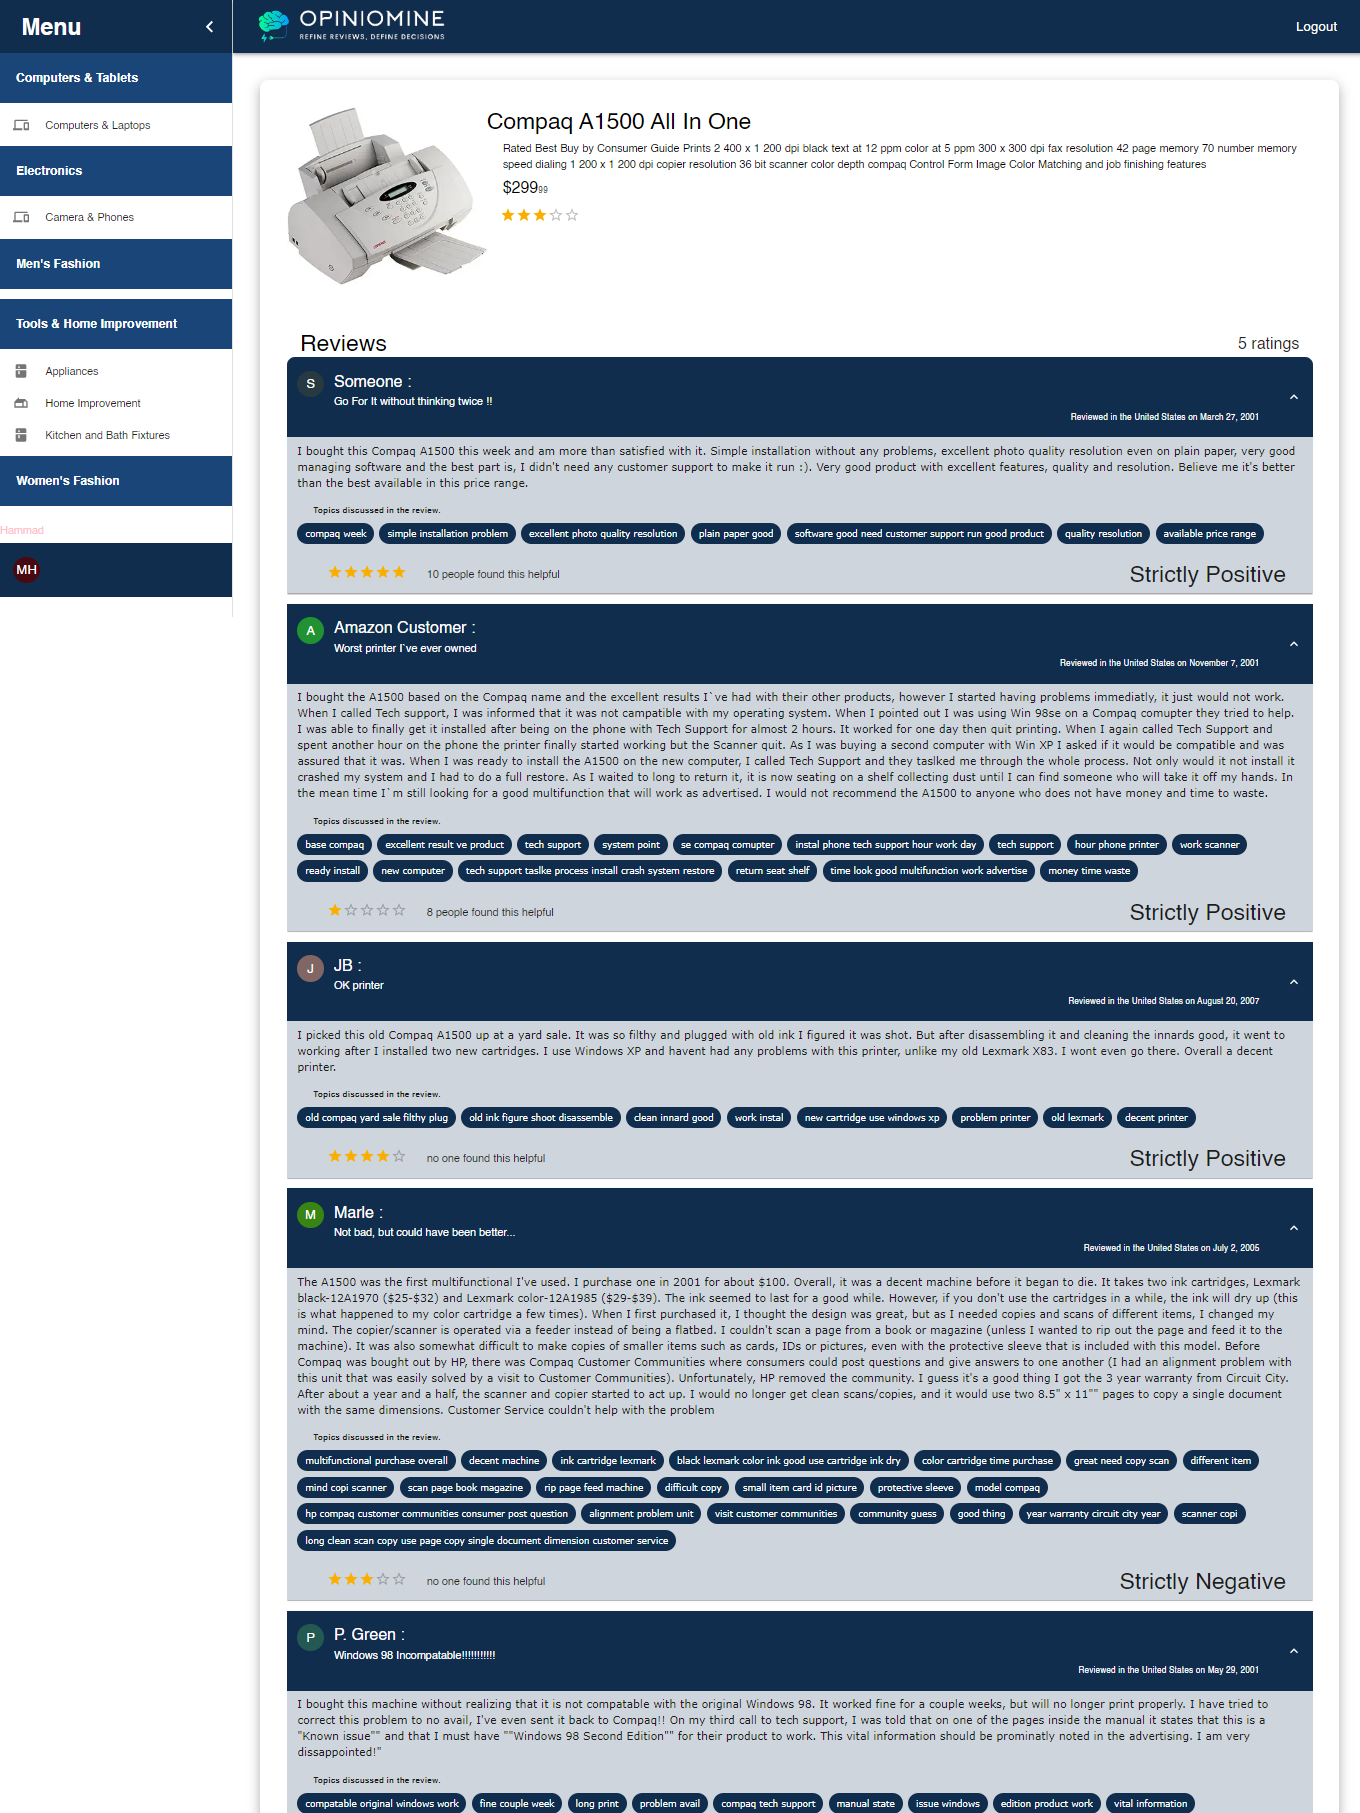 Menu
OPINIOMINE
REFINE REVIEWS, DEFINE DECISIONS
Logout
Computers & Tablets
Computers & Laptops
Electronics
Camera & Phones
Men's Fashion
Tools & Home Improvement
Appliances
Home Improvement
Kitchen and Bath Fixtures
Women's Fashion
Hammad
MH
Compaq A1500 All In One
Rated Best Buy by Consumer Guide Prints 2 400 x 1 200 dpi black text at 12 ppm color at 5 ppm 300 x 300 dpi fax resolution 42 page memory 70 number memory
speed dialing 1 200 x 1 200 dpi copier resolution 36 bit scanner color depth compaq Control Form Image Color Matching and job finishing features
$29999
Reviews
5 ratings
S
Someone :
Go For It without thinking twice !!
Reviewed in the United States on March 27, 2001
I bought this Compaq A1500 this week and am more than satisfied with it. Simple installation without any problems, excellent photo quality resolution even on plain paper, very good
managing software and the best part is, I didn't need any customer support to make it run :). Very good product with excellent features, quality and resolution. Believe me it's better
than the best available in this price range.
Topics discussed in the review.
compaq week simple installation problem excellent photo quality resolution plain paper good software good need customer support run good product quality resolution available price range
10 people found this helpful
Strictly Positive
A
Amazon Customer :
Worst printer I`ve ever owned
Reviewed in the United States on November 7, 2001
I bought the A1500 based on the Compaq name and the excellent results I`ve had with their other products, however I started having problems immediatly, it just would not work.
When I called Tech support, I was informed that it was not campatible with my operating system. When I pointed out I was using Win 98se on a Compaq comupter they tried to help.
I was able to finally get it installed after being on the phone with Tech Support for almost 2 hours. It worked for one day then quit printing. When I again called Tech Support and
spent another hour on the phone the printer finally started working but the Scanner quit. As I was buying a second computer with Win XP I asked if it would be compatible and was
assured that it was. When I was ready to install the A1500 on the new computer, I called Tech Support and they taslked me through the whole process. Not only would it not install it
crashed my system and I had to do a full restore. As I waited to long to return it, it is now seating on a shelf collecting dust until I can find someone who will take it off my hands. In
the mean time I`m still looking for a good multifunction that will work as advertised. I would not recommend the A1500 to anyone who does not have money and time to waste.
Topics discussed in the review.
base compaq excellent result ve product tech support system point se compaq comupter instal phone tech support hour work day tech support hour phone printer work scanner
ready install new computer tech support taslke process install crash system restore return seat shelf time look good multifunction work advertise money time waste
8 people found this helpful
Strictly Positive
J
JB :
OK printer
Reviewed in the United States on August 20, 2007
I picked this old Compaq A1500 up at a yard sale. It was so filthy and plugged with old ink I figured it was shot. But after disassembling it and cleaning the innards good, it went to
working after I installed two new cartridges. I use Windows XP and havent had any problems with this printer, unlike my old Lexmark X83. I wont even go there. Overall a decent
printer.
Topics discussed in the review.
old compaq yard sale filthy plug old ink figure shoot disassemble clean innard good work instal new cartridge use windows xp problem printer old lexmark decent printer
no one found this helpful
Strictly Positive
M
Marle :
Not bad, but could have been better...
Reviewed in the United States on July 2, 2005
The A1500 was the first multifunctional I've used. I purchase one in 2001 for about $100. Overall, it was a decent machine before it began to die. It takes two ink cartridges, Lexmark
black-12A1970 ($25-$32) and Lexmark color-12A1985 ($29-$39). The ink seemed to last for a good while. However, if you don't use the cartridges in a while, the ink will dry up (this
is what happened to my color cartridge a few times). When I first purchased it, I thought the design was great, but as I needed copies and scans of different items, I changed my
mind. The copier/scanner is operated via a feeder instead of being a flatbed. I couldn't scan a page from a book or magazine (unless I wanted to rip out the page and feed it to the
machine). It was also somewhat difficult to make copies of smaller items such as cards, IDs or pictures, even with the protective sleeve that is included with this model. Before
Compaq was bought out by HP, there was Compaq Customer Communities where consumers could post questions and give answers to one another (I had an alignment problem with
this unit that was easily solved by a visit to Customer Communities). Unfortunately, HP removed the community. I guess it's a good thing I got the 3 year warranty from Circuit City.
After about a year and a half, the scanner and copier started to act up. I would no longer get clean scans/copies, and it would use two 8.5" x 11"" pages to copy a single document
with the same dimensions. Customer Service couldn't help with the problem
Topics discussed in the review.
multifunctional purchase overall decent machine ink cartridge lexmark black lexmark color ink good use cartridge ink dry color cartridge time purchase great need copy scan different item
mind copi scanner scan page book magazine rip page feed machine difficult copy small item card id picture protective sleeve model compaq
hp compaq customer communities consumer post question alignment problem unit visit customer communities community guess good thing year warranty circuit city year scanner copi
long clean scan copy use page copy single document dimension customer service
no one found this helpful
Strictly Negative
P
P. Green :
Windows 98 Incompatable!!!!!!!!!!!
Reviewed in the United States on May 29, 2001
I bought this machine without realizing that it is not compatable with the original Windows 98. It worked fine for a couple weeks, but will no longer print properly. I have tried to
correct this problem to no avail, I've even sent it back to Compaq!! On my third call to tech support, I was told that on one of the pages inside the manual it states that this is a
"Known issue"" and that I must have ""Windows 98 Second Edition"" for their product to work. This vital information should be prominatly noted in the advertising. I am very
dissappointed!"
Topics discussed in the review.
compatable original windows work fine couple week long print problem avail compaq tech support manual state issue windows edition product work vital information